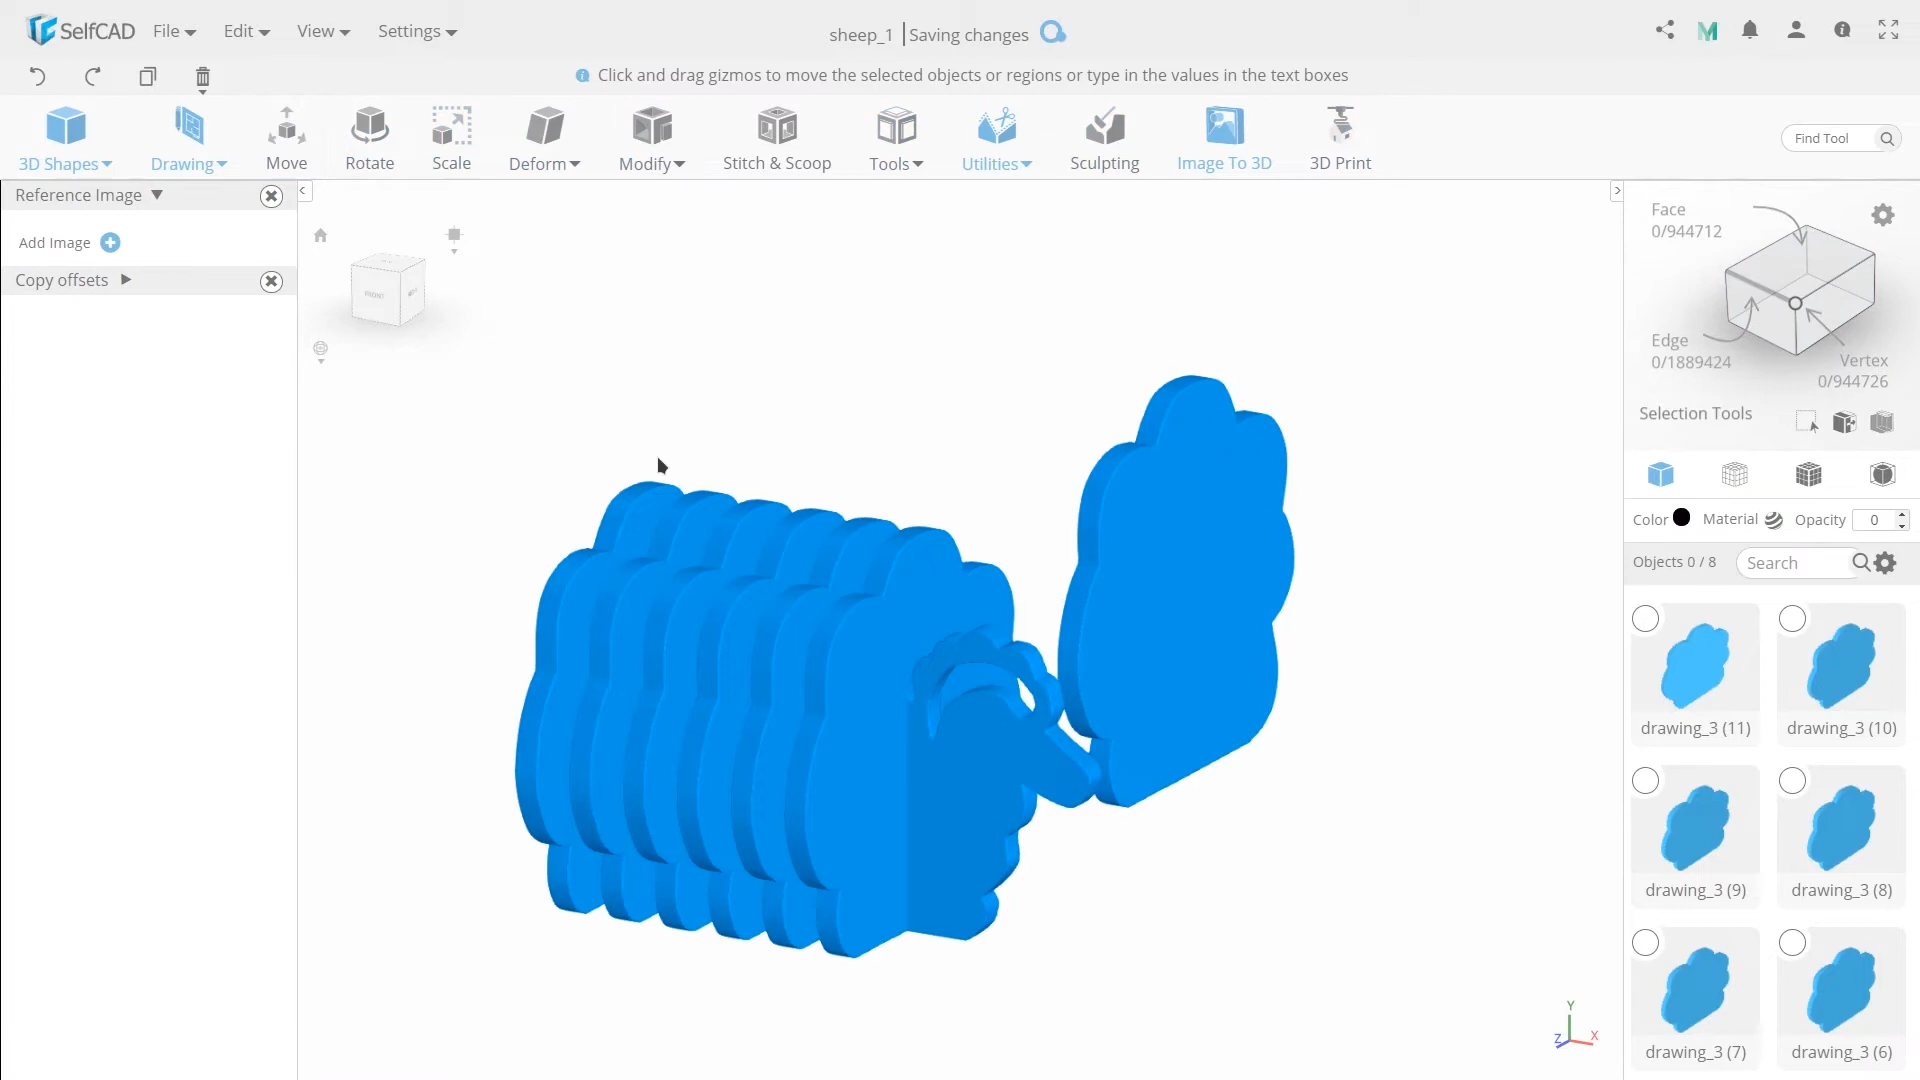 SelfCAD File Edit View Settings sheep_1 Saving changes
Click and drag gizmos to move the selected objects or regions or type in the values in the text boxes
3D Shapes Drawing Move Rotate Scale Deform Modify Stitch & Scoop Tools Utilities Sculpting Image To 3D 3D Print Find Tool
Reference Image
Add Image
Copy offsets
FRONT
Face
0/944712
Edge
0/1889424
Vertex
0/944726
Selection Tools
Color Material Opacity 0
Objects 0 / 8 Search
drawing_3 (11) drawing_3 (10)
drawing_3 (9) drawing_3 (8)
drawing_3 (7) drawing_3 (6)
Y
Z X